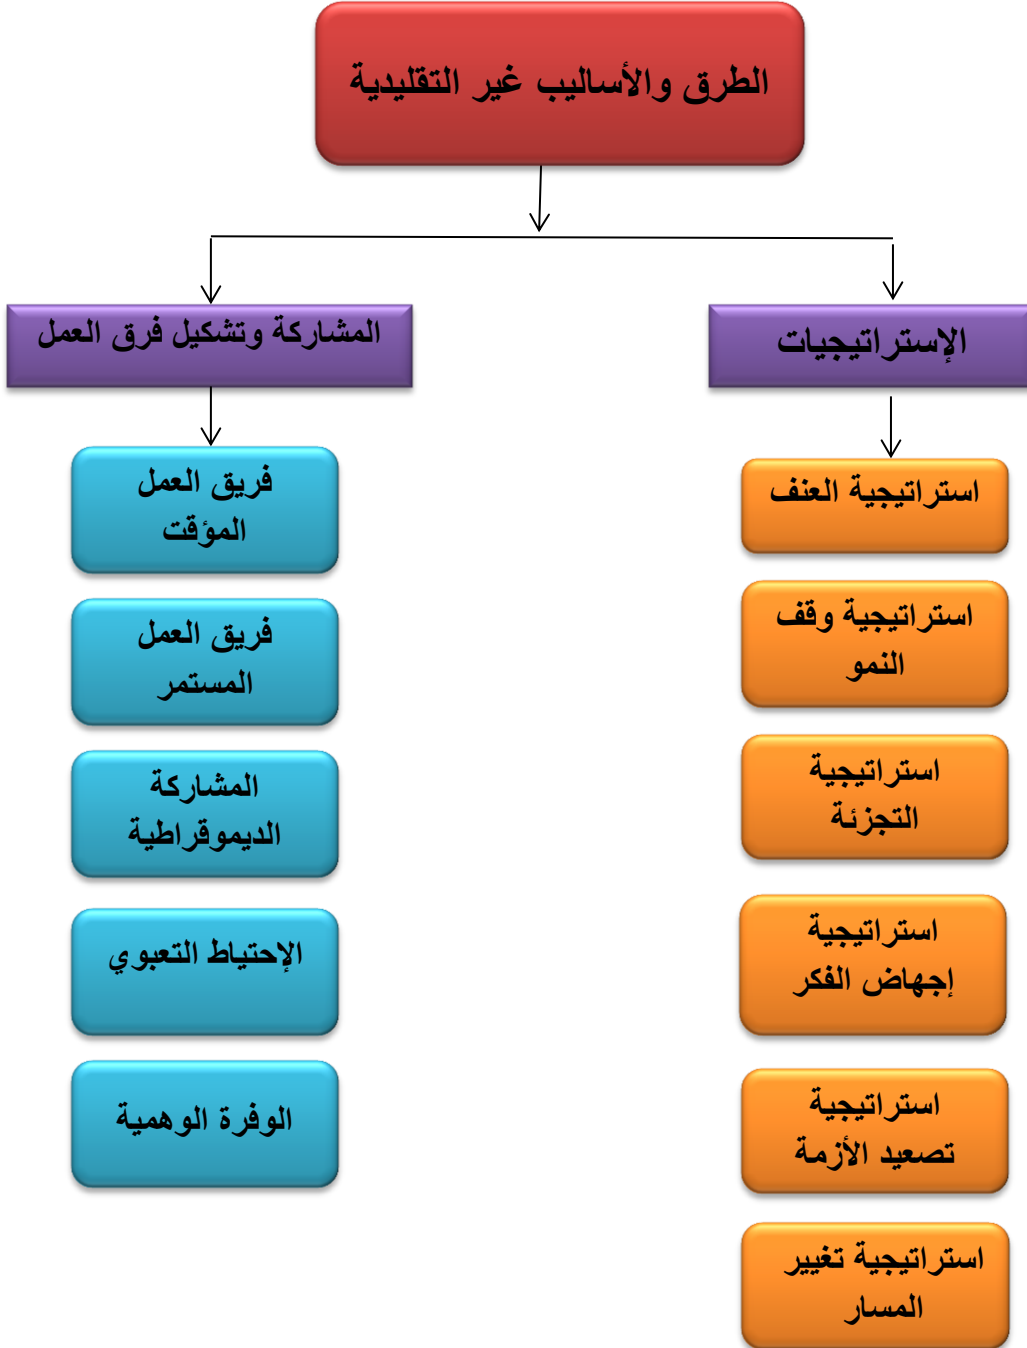 الطرق والأساليب غير التقليدية
الإستراتيجيات
استراتيجية العنف
استراتيجية وقف
النمو
استراتيجية
التجزئة
استراتيجية
إجهاض الفكر
استراتيجية
تصعيد الأزمة
استراتيجية تغيير
المسار
المشاركة وتشكيل فرق العمل
فريق العمل
المؤقت
فريق العمل
المستمر
المشاركة
الديموقراطية
الإحتياط التعبوي
الوفرة الوهمية